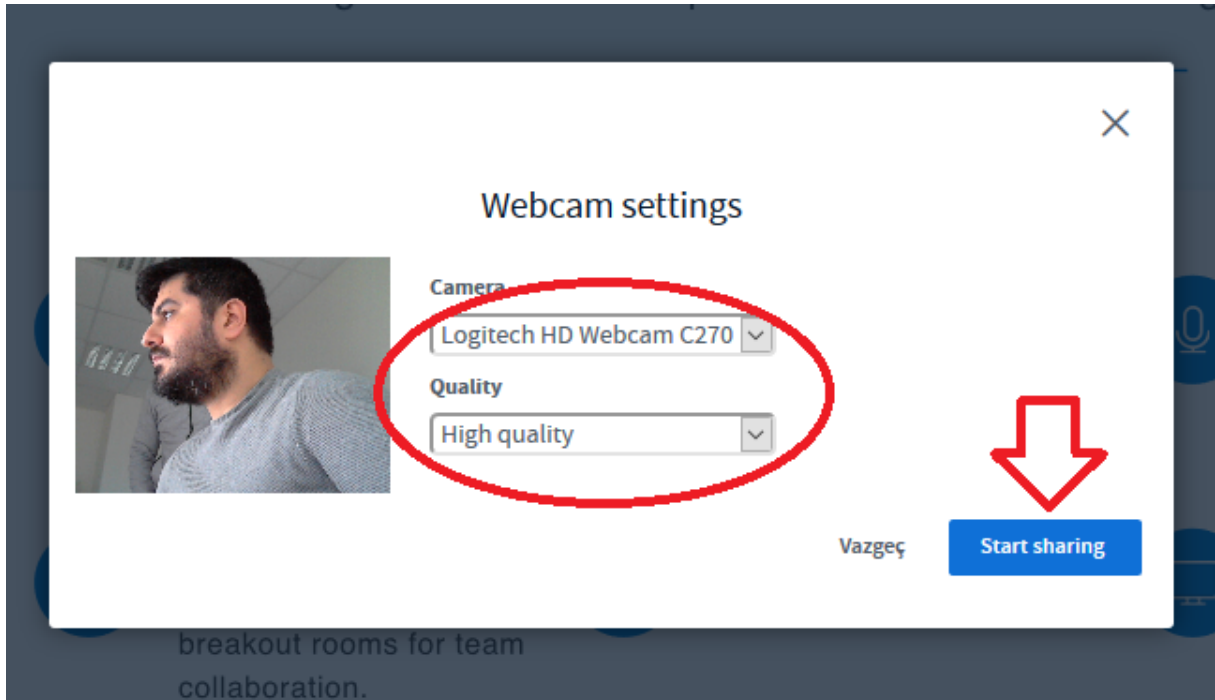 Webcam settings
Camera
Logitech HD Webcam C270
Quality
High quality
Vazgeç
Start sharing
breakout rooms for team
collaboration.